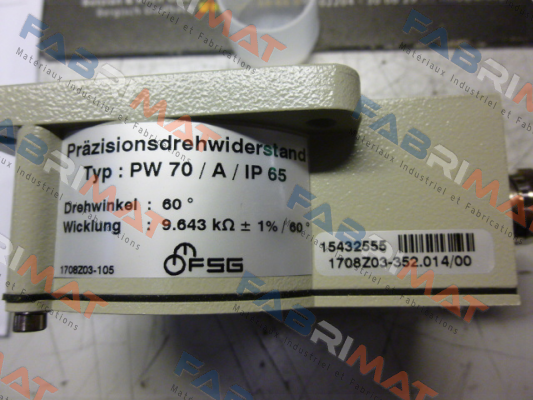 Präzisionsdrehwiderstand
Typ : PW 70 / A / IP 65
Drehwinkel : 60 °
Wicklung : 9.643 kΩ ± 1% / 60°
FSG
1708Z03-105
15432555
1708Z03-352.014/00
FABRIMAT
Materiaux Industriel et Fabrications